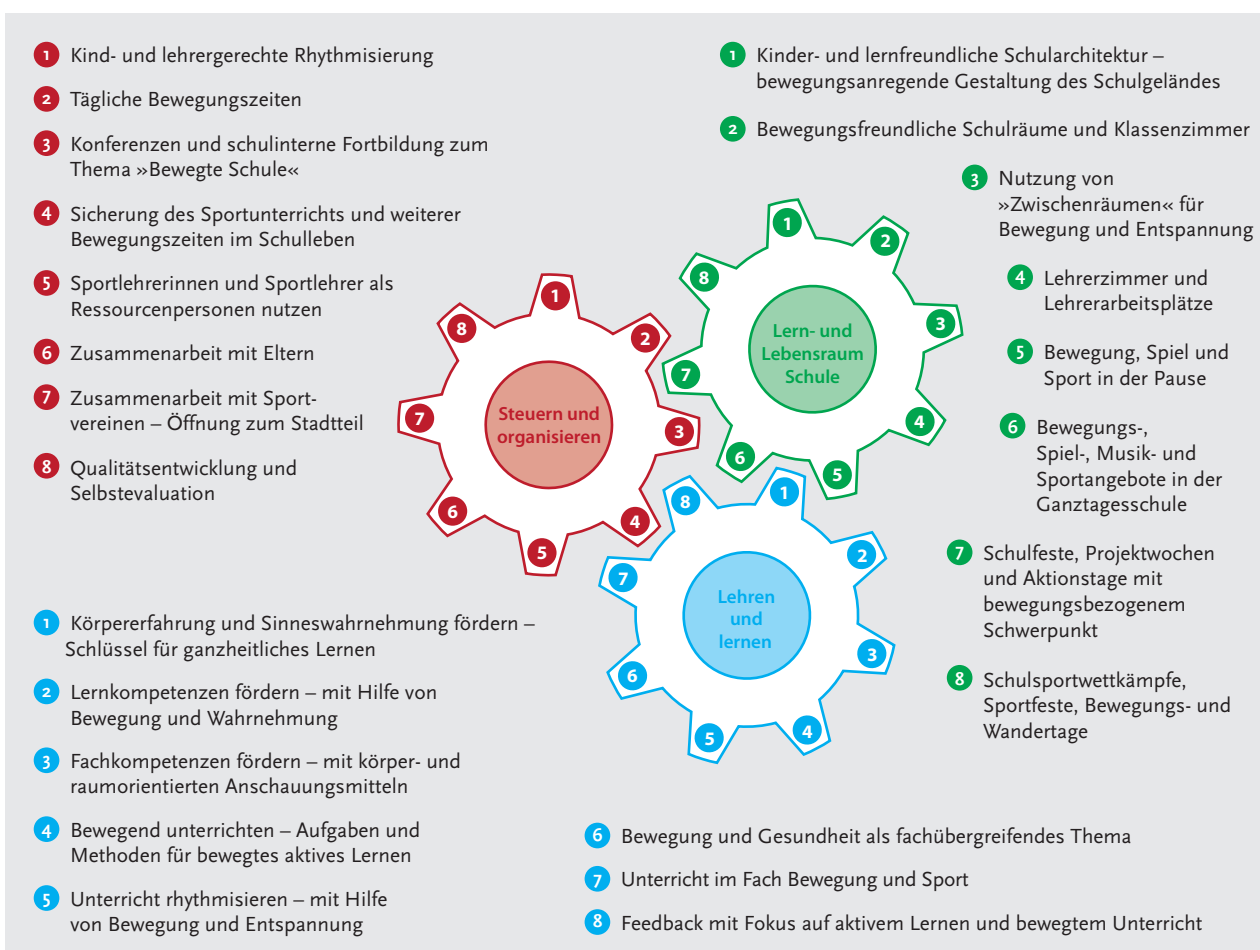 1 Kind- und lehrergerechte Rhythmisierung
2 Tägliche Bewegungszeiten
3 Konferenzen und schulinterne Fortbildung zum
Thema »Bewegte Schule«
4 Sicherung des Sportunterrichts und weiterer
Bewegungszeiten im Schulleben
5 Sportlehrerinnen und Sportlehrer als
Ressourcenpersonen nutzen
6 Zusammenarbeit mit Eltern
7 Zusammenarbeit mit Sport-
vereinen – Öffnung zum Stadtteil
8 Qualitätsentwicklung und
Selbstevaluation
1 Kinder- und lernfreundliche Schularchitektur –
bewegungsanregende Gestaltung des Schulgeländes
2 Bewegungsfreundliche Schulräume und Klassenzimmer
3 Nutzung von
»Zwischenräumen« für
Bewegung und Entspannung
4 Lehrerzimmer und
Lehrerarbeitsplätze
5 Bewegung, Spiel und
Sport in der Pause
6 Bewegungs-,
Spiel-, Musik- und
Sportangebote in der
Ganztagesschule
7 Schulfeste, Projektwochen
und Aktionstage mit
bewegungsbezogenem
Schwerpunkt
8 Schulsportwettkämpfe,
Sportfeste, Bewegungs- und
Wandertage
Steuern und
organisieren
1
2
3
4
5
6
7
8
Lern- und
Lebensraum
Schule
1
2
3
4
5
6
7
8
Lehren
und
lernen
1
2
3
4
5
6
7
8
1 Körpererfahrung und Sinneswahrnehmung fördern –
Schlüssel für ganzheitliches Lernen
2 Lernkompetenzen fördern – mit Hilfe von
Bewegung und Wahrnehmung
3 Fachkompetenzen fördern – mit körper- und
raumorientierten Anschauungsmitteln
4 Bewegend unterrichten – Aufgaben und
Methoden für bewegtes aktives Lernen
5 Unterricht rhythmisieren – mit Hilfe
von Bewegung und Entspannung
6 Bewegung und Gesundheit als fachübergreifendes Thema
7 Unterricht im Fach Bewegung und Sport
8 Feedback mit Fokus auf aktivem Lernen und bewegtem Unterricht